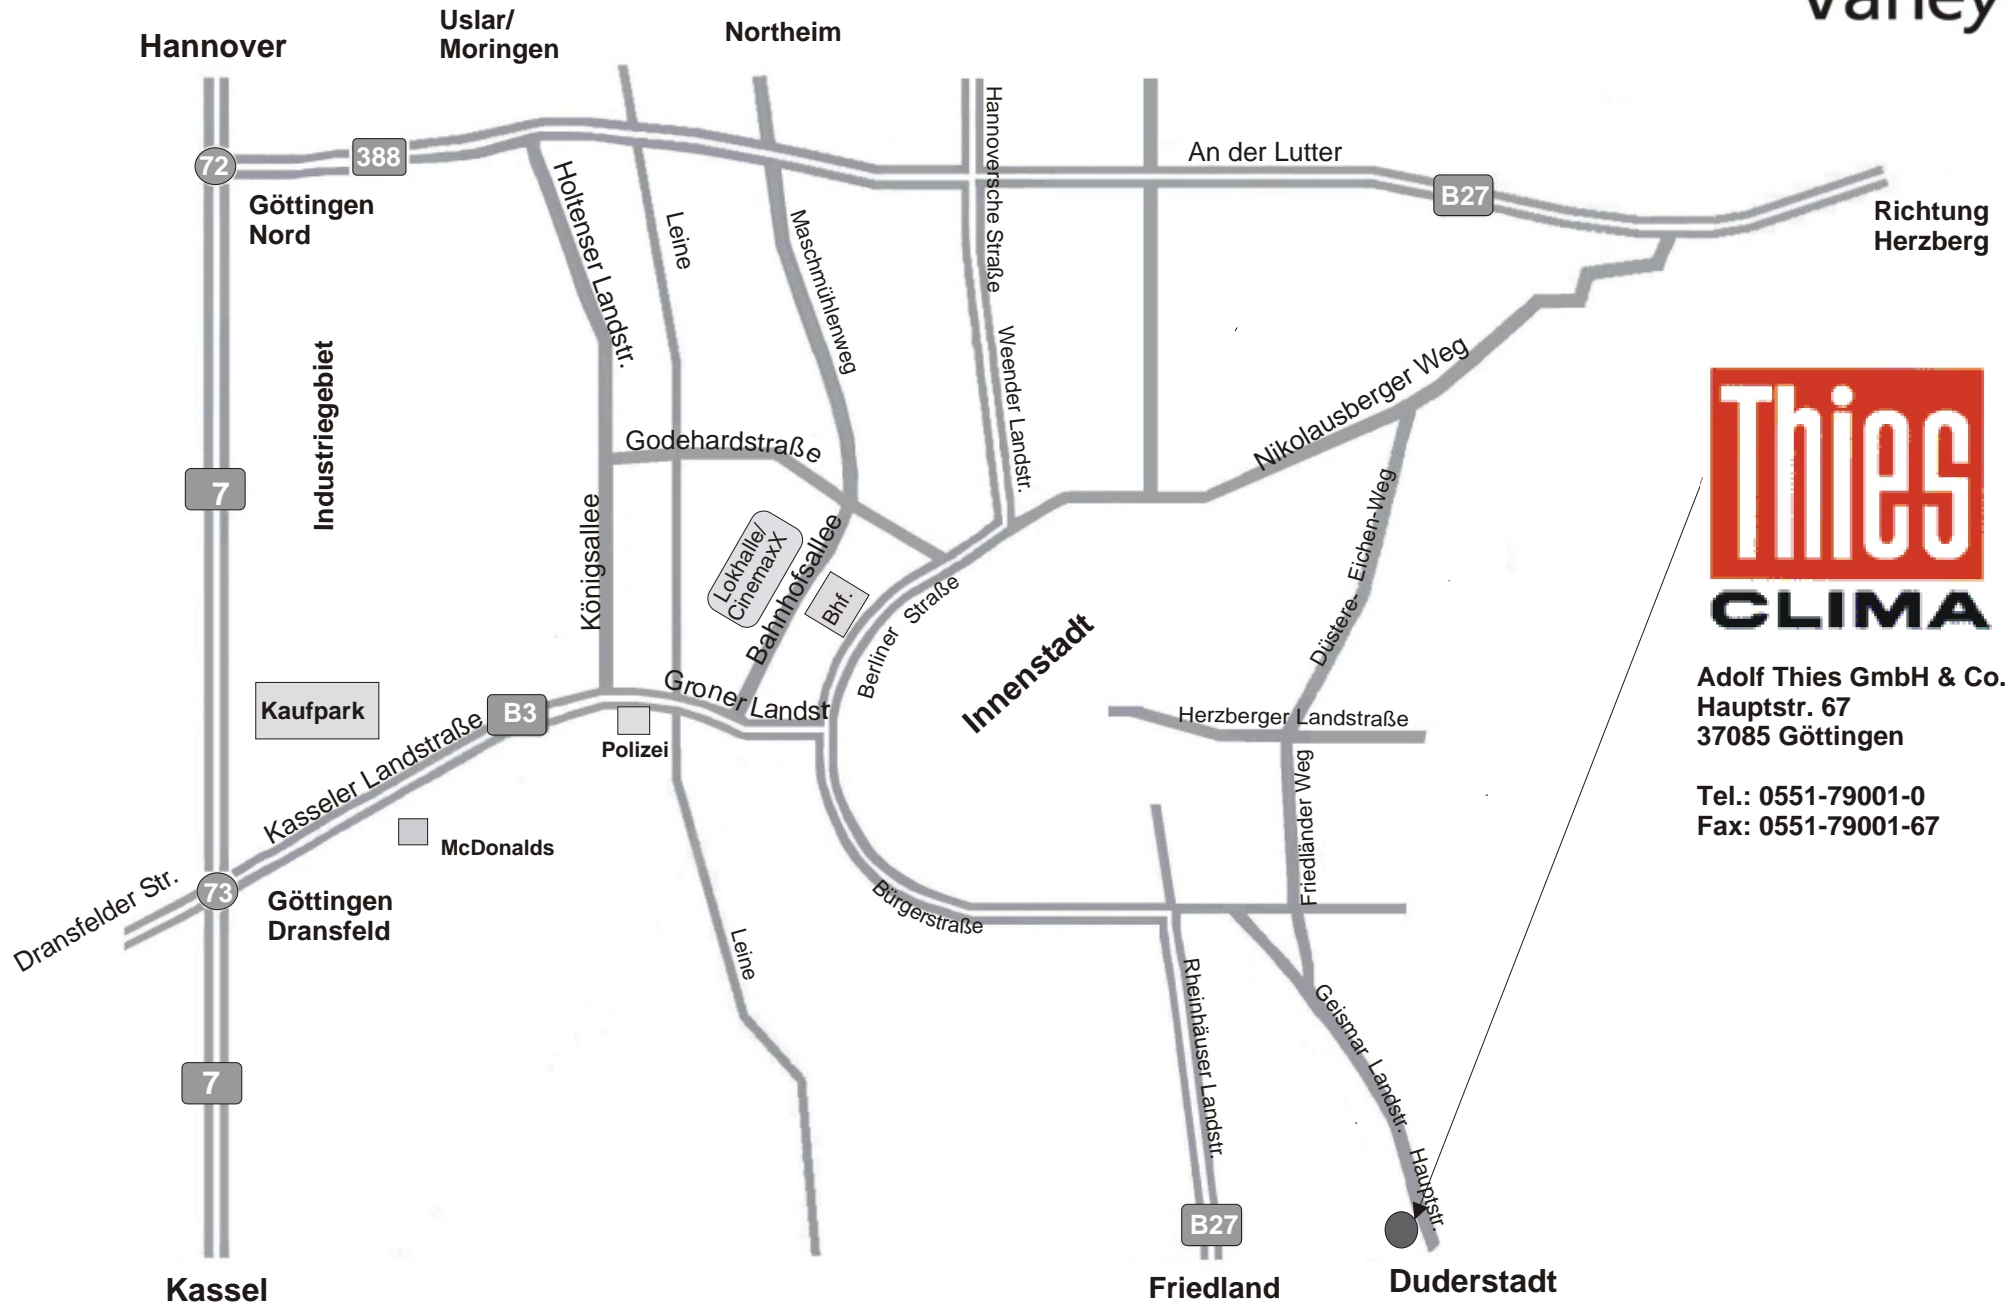 Varney
Hannover
Uslar/
Moringen
Northeim
72
388
Göttingen
Nord
Holtenser Landstr.
Leine
Maschmühlenweg
Hannoversche Straße
An der Lutter
B27
Richtung
Herzberg
Industriegebiet
Weender Landstr.
Nikolausberger Weg
7
Godehardstraße
Königsallee
Lokhalle/
CinemaxX
Bahnhofsallee
Bhf.
Berliner Straße
Innenstadt
Düstere- Eichen-Weg
Thies
CLIMA
Adolf Thies GmbH & Co.
Hauptstr. 67
37085 Göttingen
Tel.: 0551-79001-0
Fax: 0551-79001-67
Kaufpark
Kasseler Landstraße
B3
Groner Landst
Polizei
Herzberger Landstraße
Friedländer Weg
McDonalds
Dransfelder Str.
73
Göttingen
Dransfeld
Bürgerstraße
Leine
Rheinhäuser Landstr.
Geismar Landstr.
7
Hauptstr.
B27
Kassel
Friedland
Duderstadt